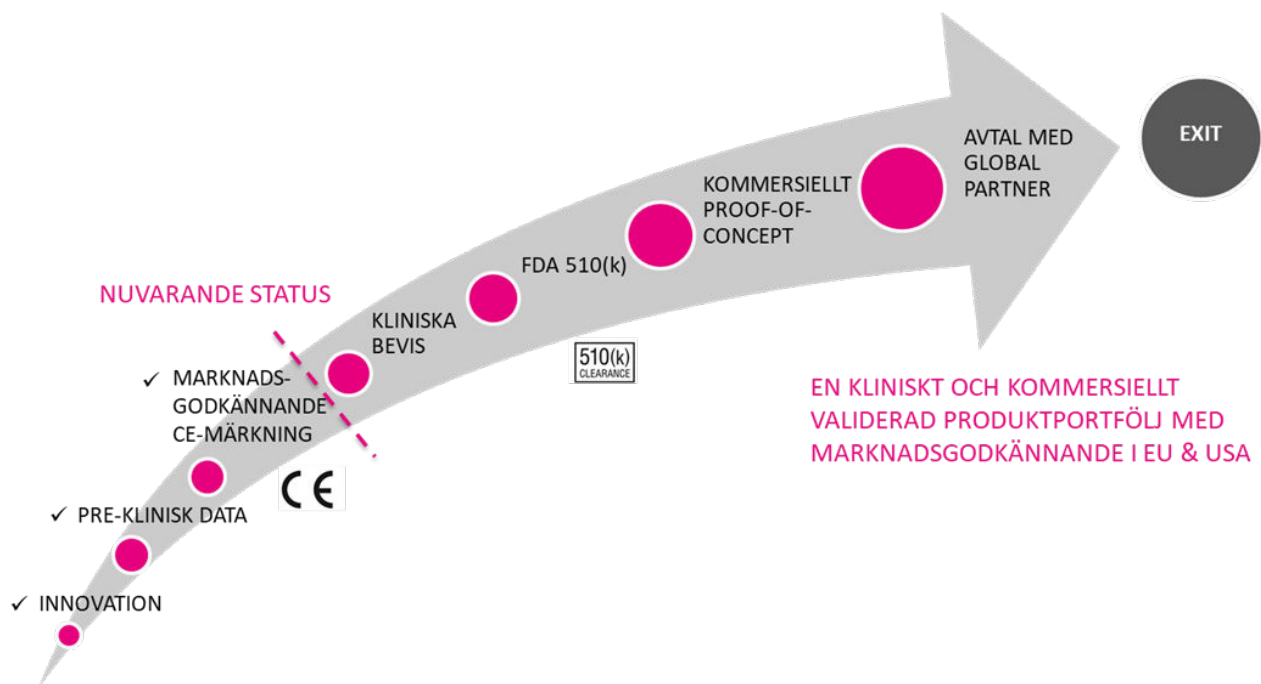 EXIT
AVTAL MED
GLOBAL
PARTNER
KOMMERSIELLT
PROOF-OF-
CONCEPT
FDA 510(k)
NUVARANDE STATUS
KLINISKA
BEVIS
510(k)
CLEARANCE
✓ MARKNADS-
GODKÄNNANDE
CE-MÄRKNING
EN KLINISKT OCH KOMMERSIELLT
VALIDERAD PRODUKTPORTFÖLJ MED
MARKNADSGODKÄNNANDE I EU & USA
CE
✓ PRE-KLINISK DATA
✓ INNOVATION